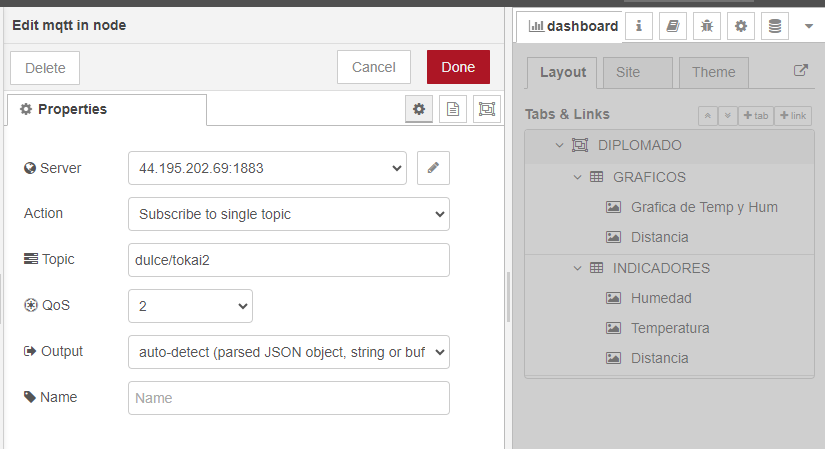 Edit mqtt in node
Delete
Cancel
Done
Properties
Server
44.195.202.69:1883
Action
Subscribe to single topic
Topic
dulce/tokai2
QoS
2
Output
auto-detect (parsed JSON object, string or buf
Name
Name
dashboard
Layout
Site
Theme
Tabs & Links
tab
link
DIPLOMADO
GRAFICOS
Grafica de Temp y Hum
Distancia
INDICADORES
Humedad
Temperatura
Distancia